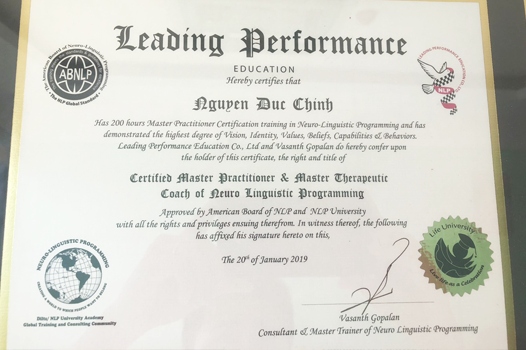 Leading Performance
EDUCATION
Hereby certifies that
Nguyen Duc Chinh
Has 200 hours Master Practitioner Certification training in Neuro-Linguistic Programming and has
demonstrated the highest degree of Vision, Identity, Values, Beliefs, Capabilities & Behaviors.
Leading Performance Education Co., Ltd and Vasanth Gopalan do hereby confer upon
the holder of this certificate, the right and title of
Certified Master Practitioner & Master Therapeutic
Coach of Neuro Linguistic Programming
Approved by American Board of NLP and NLP University
with all the rights and privileges ensuing therefrom. In witness thereof, the following
has affixed his signature hereto on this,
The 20th of January 2019
Vasanth Gopalan
Consultant & Master Trainer of Neuro Linguistic Programming
ABNLP
The NLP Global Standard
NLP
NEURO-LINGUISTIC PROGRAMMING
Dilts/ NLP University Academy
Global Training and Consulting Community
Life University